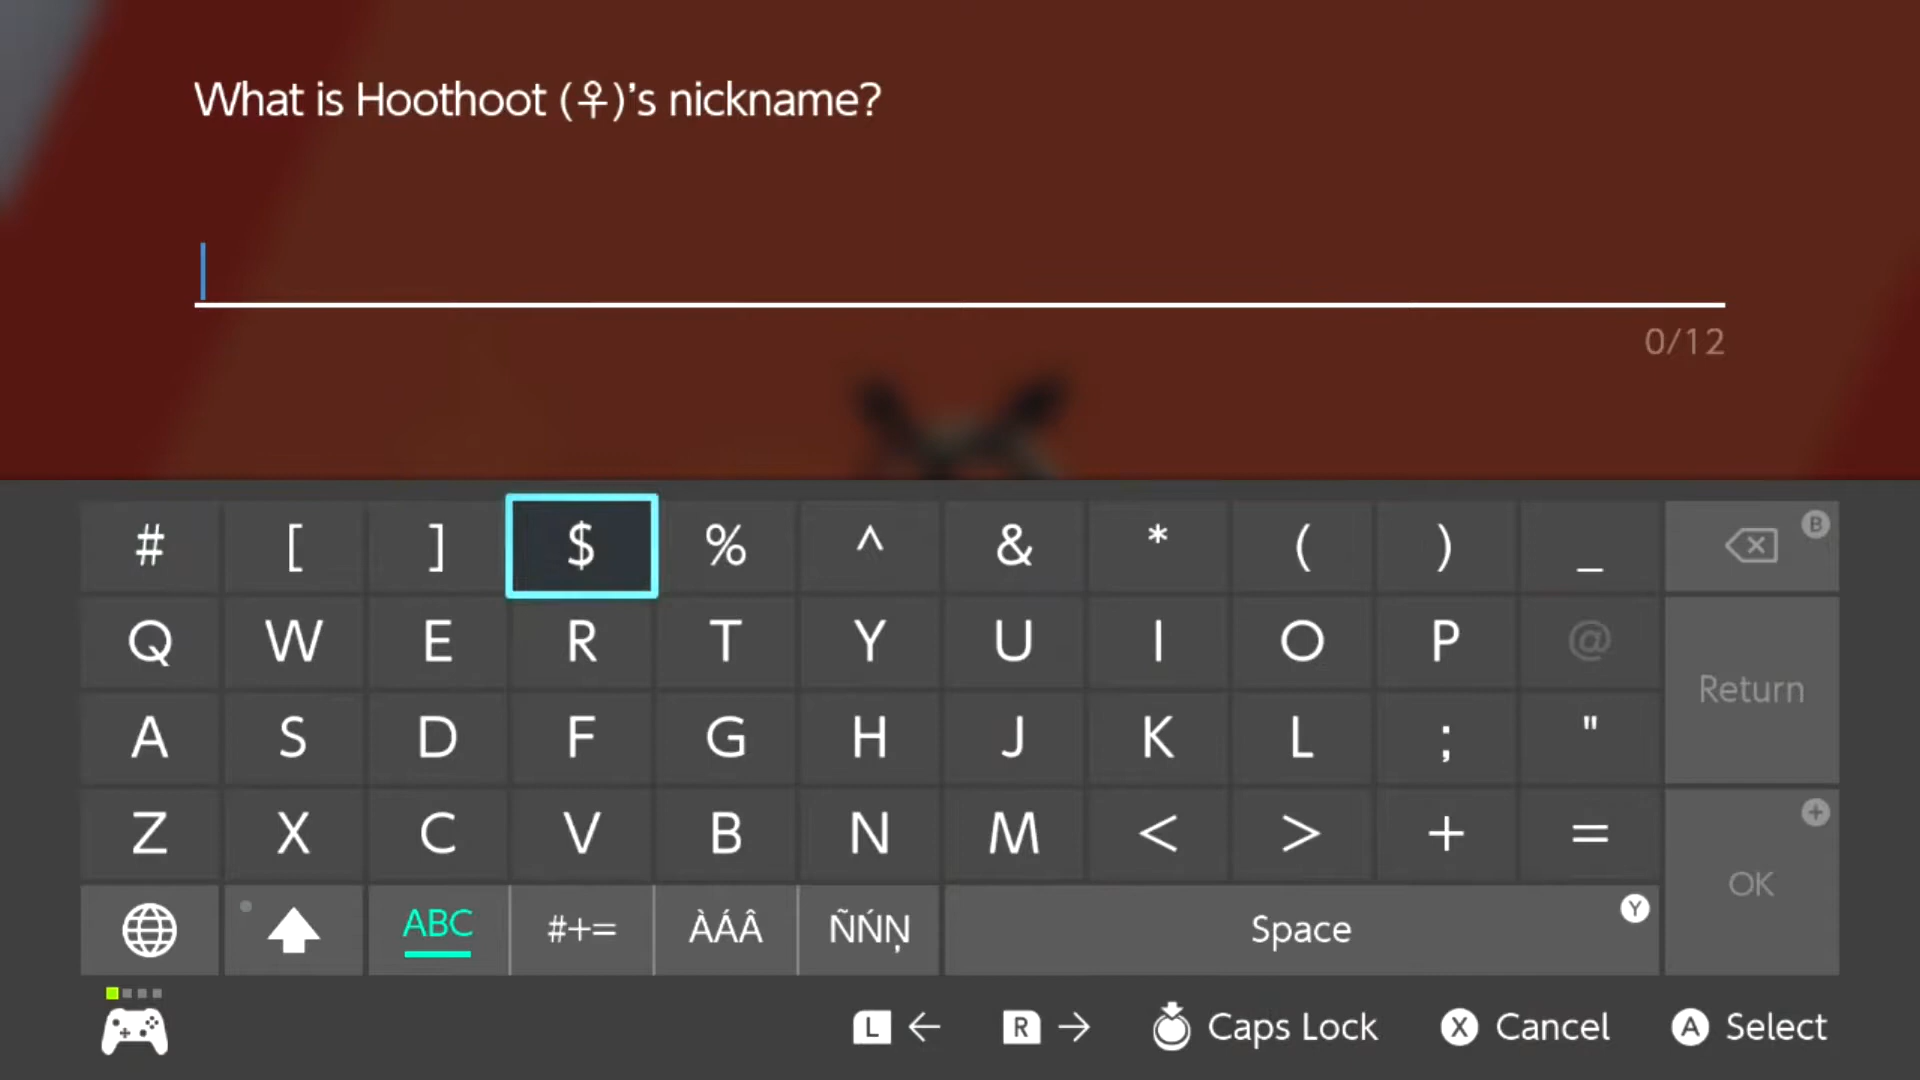 What is Hoothoot (♀)'s nickname?
0/12
# [ ] $ % ^ & * ( ) _ B
Q W E R T Y U I O P @
Return
A S D F G H J K L ; "
Z X C V B N M < > + =
+
OK
ABC #+= ÀÁÂ ÑŃŅ Space Y
L ← R → Caps Lock X Cancel A Select